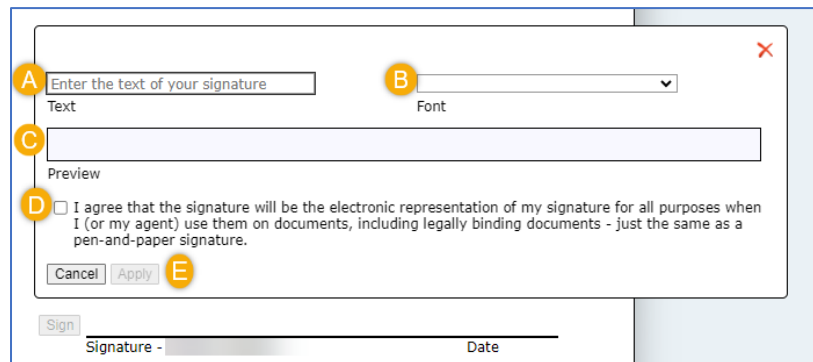 A Enter the text of your signature B
Text Font
C
Preview
D I agree that the signature will be the electronic representation of my signature for all purposes when
I (or my agent) use them on documents, including legally binding documents - just the same as a
pen-and-paper signature.
Cancel Apply E
Sign
Signature - Date